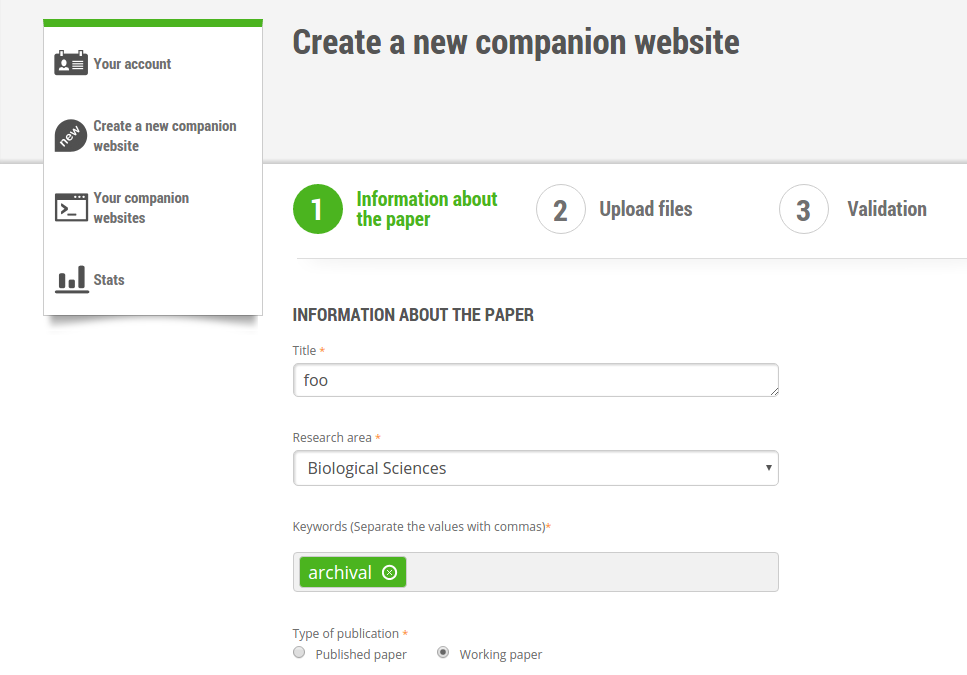 Create a new companion website
Your account
new
Create a new companion
website
Your companion
websites
Stats
1
Information about
the paper
2
Upload files
3
Validation
INFORMATION ABOUT THE PAPER
Title *
foo
Research area *
Biological Sciences
Keywords (Separate the values with commas)*
archival
Type of publication *
Published paper
Working paper